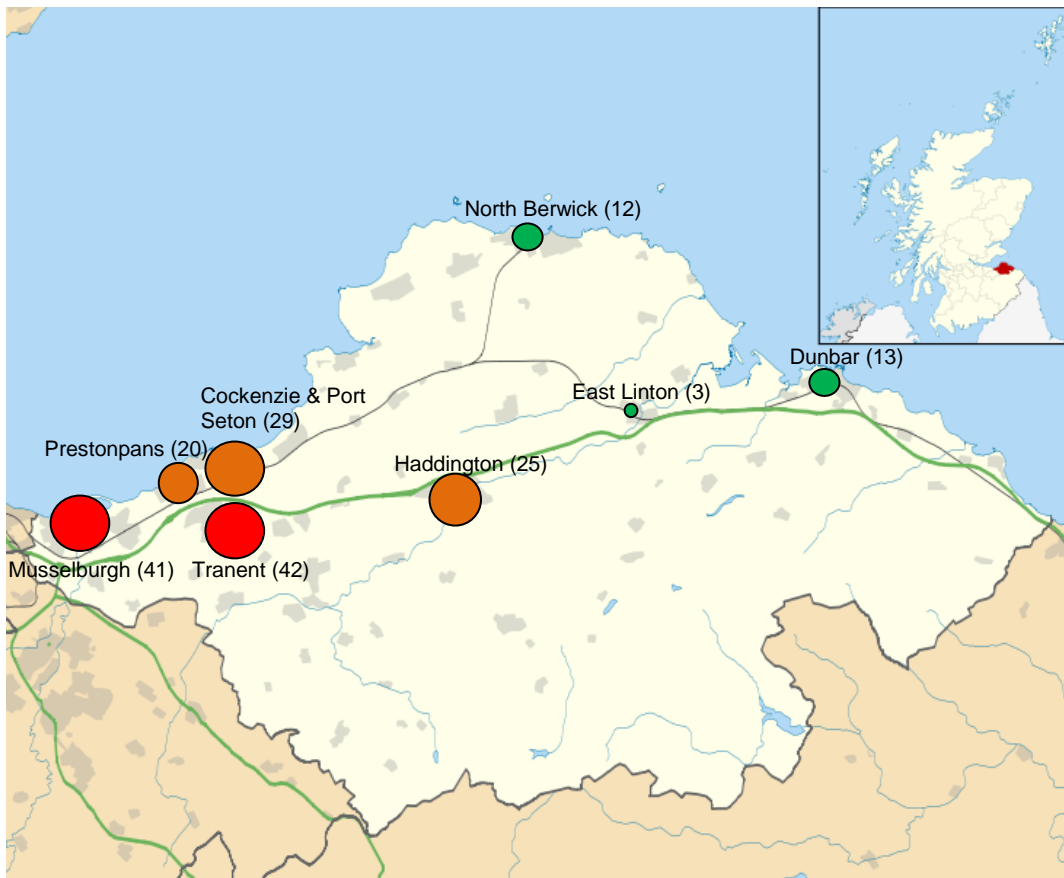 North Berwick (12)
Dunbar (13)
East Linton (3)
Cockenzie & Port
Seton (29)
Prestonpans (20)
Haddington (25)
Musselburgh (41)
Tranent (42)